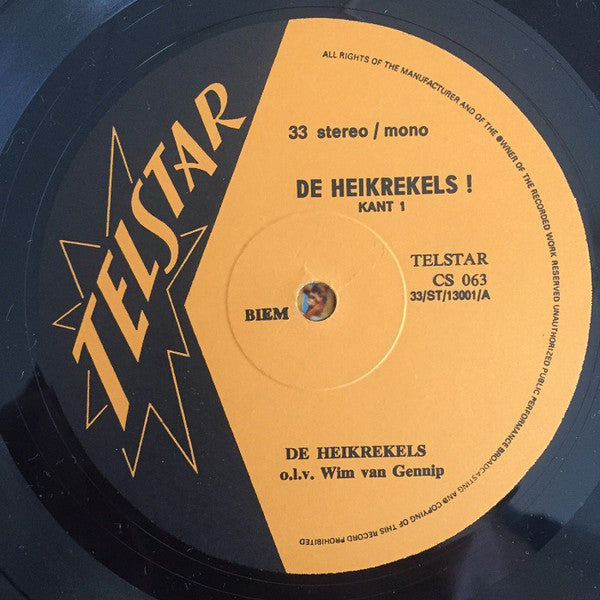 TELSTAR
ALL RIGHTS OF THE MANUFACTURER AND OF THE OWNER OF THE RECORDED WORK RESERVED UNAUTHORIZED PUBLIC PERFORMANCE BROADCASTING AND COPYING OF THIS RECORD PROHIBITED
33 stereo / mono
DE HEIKREKELS !
KANT 1
TELSTAR
CS 063
33/ST/13001/A
BIEM
DE HEIKREKELS
o.l.v. Wim van Gennip